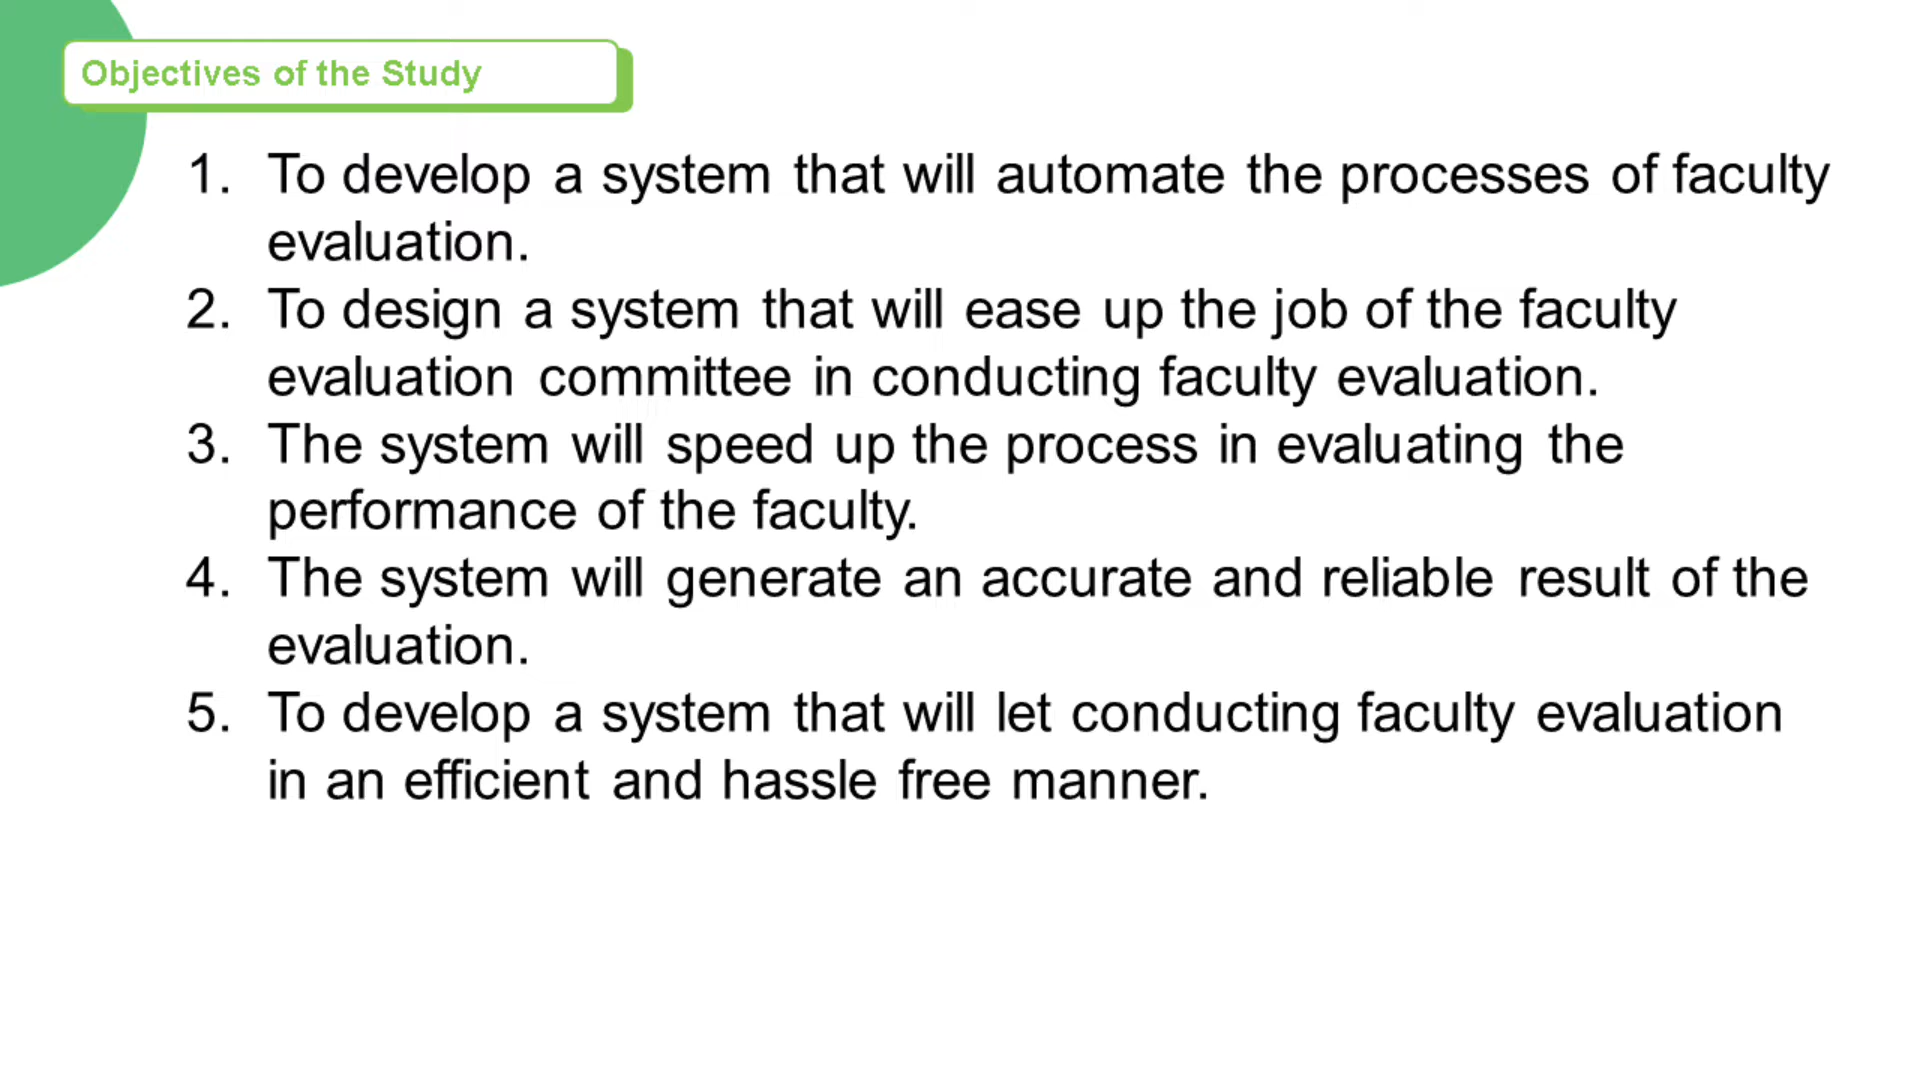 Objectives of the Study
1. To develop a system that will automate the processes of faculty
evaluation.
2. To design a system that will ease up the job of the faculty
evaluation committee in conducting faculty evaluation.
3. The system will speed up the process in evaluating the
performance of the faculty.
4. The system will generate an accurate and reliable result of the
evaluation.
5. To develop a system that will let conducting faculty evaluation
in an efficient and hassle free manner.